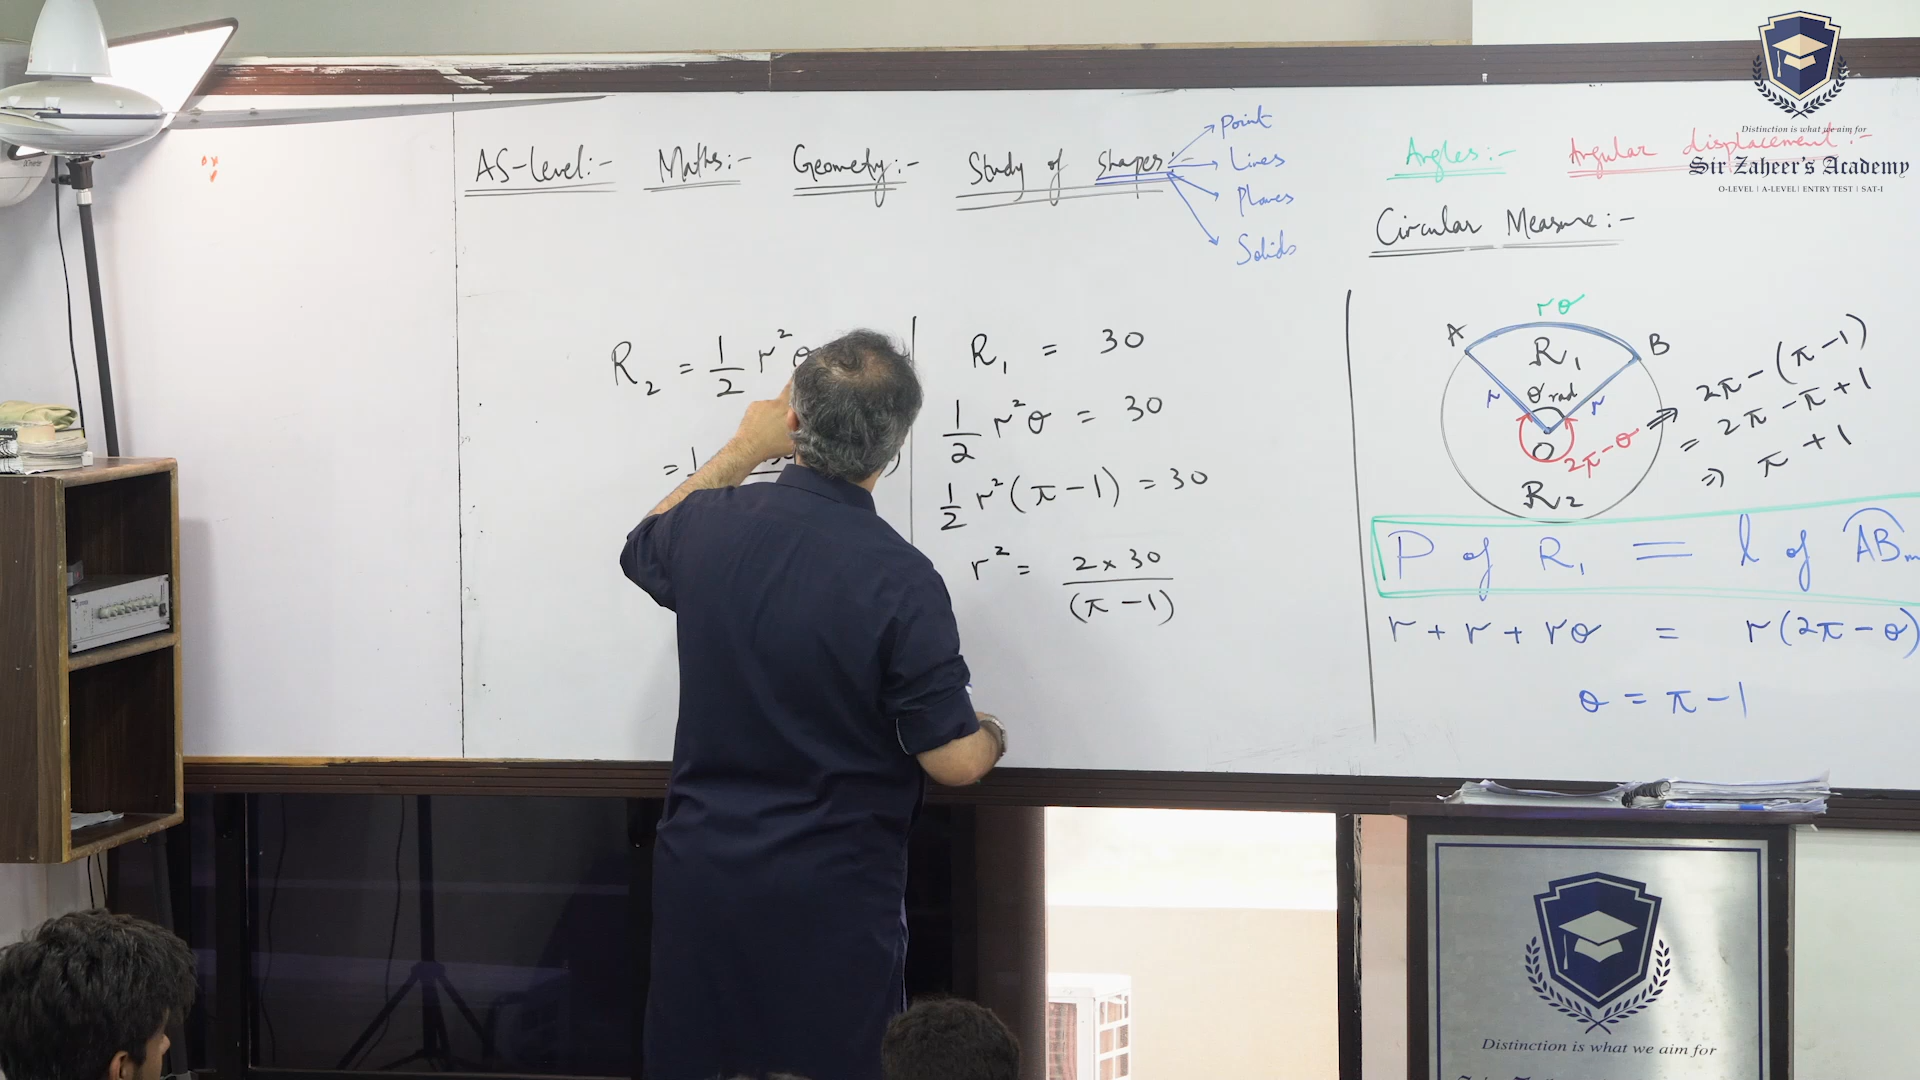 AS-level:- Maths:- Geometry:- Study of shapes:-
Point
Lines
Planes
Solids
Angles:- Angular displacement:-
Circular Measure:-
Distinction is what we aim for
Sir Zaheer's Academy
O-LEVEL | A-LEVEL | ENTRY TEST | SAT-I
R₂ = 1/2 r²θ
= 1
R₁ = 30
1/2 r²θ = 30
1/2 r²(π-1) = 30
r² = 2×30/(π-1)
rθ
A
B
R₁
θ rad
r
r
O
2π-θ
R₂
⇒ 2π-(π-1)
= 2π-π+1
⇒ π+1
P of R₁ = l of AB
r+r+rθ = r(2π-θ)
θ = π-1
Distinction is what we aim for